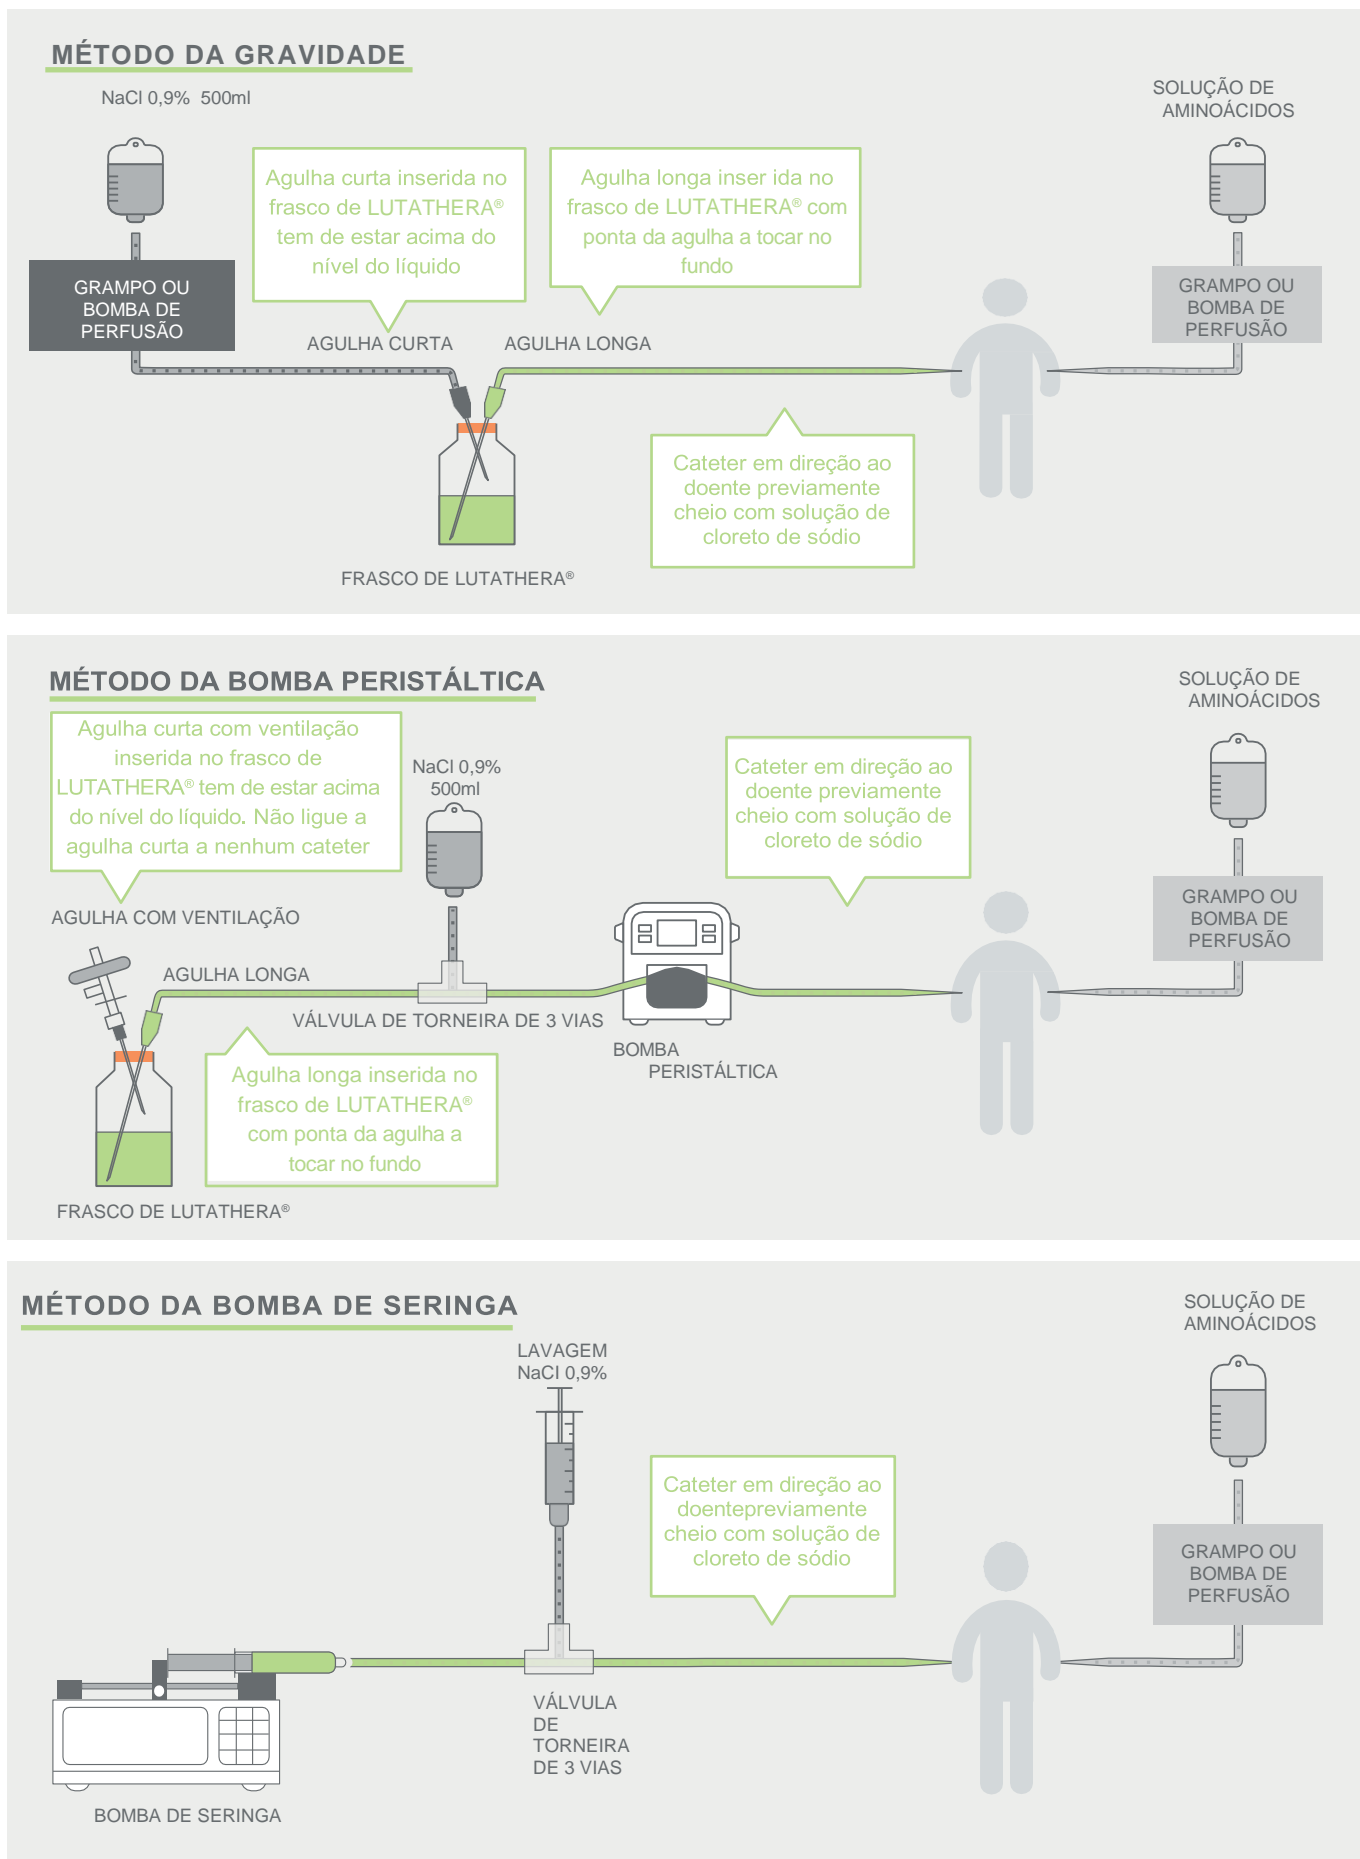 MÉTODO DA GRAVIDADE
NaCl 0,9% 500ml
SOLUÇÃO DE
AMINOÁCIDOS
Agulha curta inserida no
frasco de LUTATHERA®
tem de estar acima do
nível do líquido
Agulha longa inser ida no
frasco de LUTATHERA® com
ponta da agulha a tocar no
fundo
GRAMPO OU
BOMBA DE
PERFUSÃO
GRAMPO OU
BOMBA DE
PERFUSÃO
AGULHA CURTA
AGULHA LONGA
Cateter em direção ao
doente previamente
cheio com solução de
cloreto de sódio
FRASCO DE LUTATHERA®
MÉTODO DA BOMBA PERISTÁLTICA
SOLUÇÃO DE
AMINOÁCIDOS
Agulha curta com ventilação
inserida no frasco de
LUTATHERA® tem de estar acima
do nível do líquido. Não ligue a
agulha curta a nenhum cateter
NaCl 0,9%
500ml
Cateter em direção ao
doente previamente
cheio com solução de
cloreto de sódio
GRAMPO OU
BOMBA DE
PERFUSÃO
AGULHA COM VENTILAÇÃO
AGULHA LONGA
VÁLVULA DE TORNEIRA DE 3 VIAS
BOMBA
PERISTÁLTICA
Agulha longa inserida no
frasco de LUTATHERA®
com ponta da agulha a
tocar no fundo
FRASCO DE LUTATHERA®
MÉTODO DA BOMBA DE SERINGA
SOLUÇÃO DE
AMINOÁCIDOS
LAVAGEM
NaCl 0,9%
Cateter em direção ao
doentepreviamente
cheio com solução de
cloreto de sódio
GRAMPO OU
BOMBA DE
PERFUSÃO
VÁLVULA
DE
TORNEIRA
DE 3 VIAS
BOMBA DE SERINGA